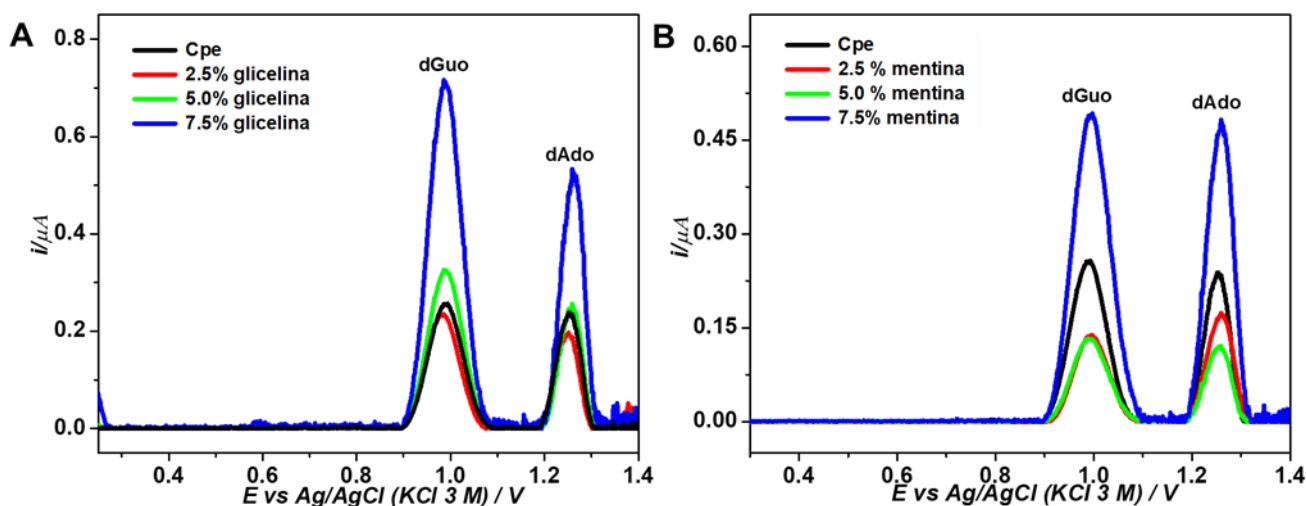 A
Cpe
2.5% glicelina
5.0% glicelina
7.5% glicelina
dGuo
dAdo
i/μA
0.8
0.6
0.4
0.2
0.0
0.4 0.6 0.8 1.0 1.2 1.4
E vs Ag/AgCl (KCl 3 M) / V
B
Cpe
2.5 % mentina
5.0 % mentina
7.5% mentina
dGuo
dAdo
i/μA
0.60
0.45
0.30
0.15
0.00
0.4 0.6 0.8 1.0 1.2 1.4
E vs Ag/AgCl (KCl 3 M) / V